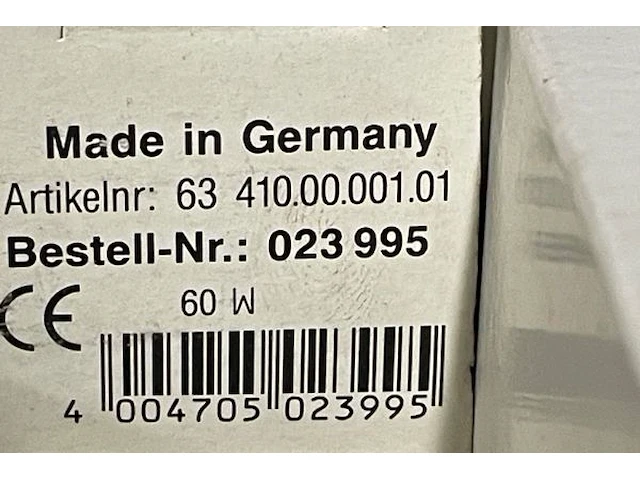 Made in Germany
Artikelnr: 63 410.00.001.01
Bestell-Nr.: 023 995
CE 60 W
4 004705 023995